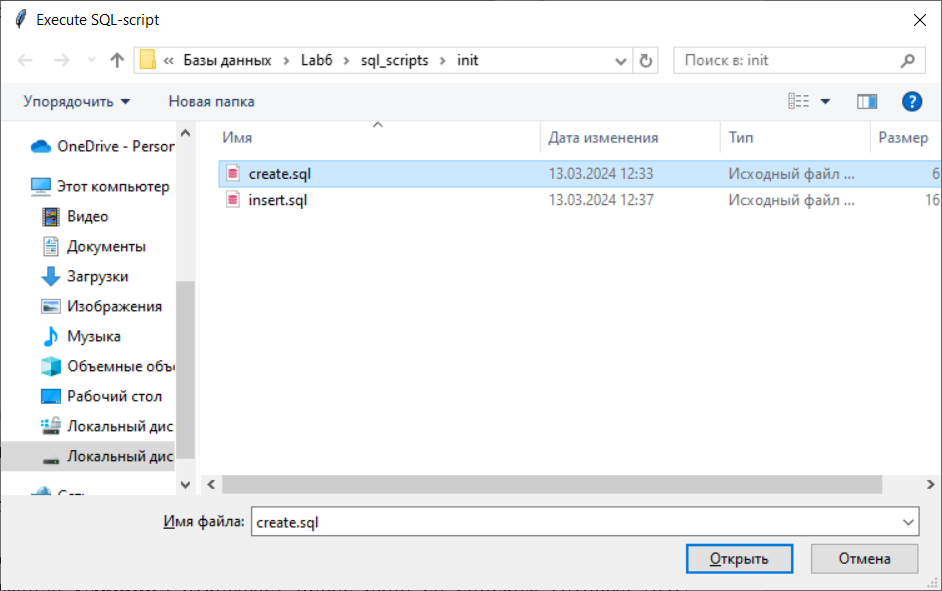 Execute SQL-script
« Базы данных › Lab6 › sql_scripts › init
Поиск в: init
Упорядочить
Новая папка
Имя
Дата изменения
Тип
Размер
OneDrive - Person
Этот компьютер
Видео
Документы
Загрузки
Изображения
Музыка
Объемные объ
Рабочий стол
Локальный дис
Локальный дис
create.sql 13.03.2024 12:33 Исходный файл ... 6
insert.sql 13.03.2024 12:37 Исходный файл ... 16
Имя файла: create.sql
Открыть
Отмена